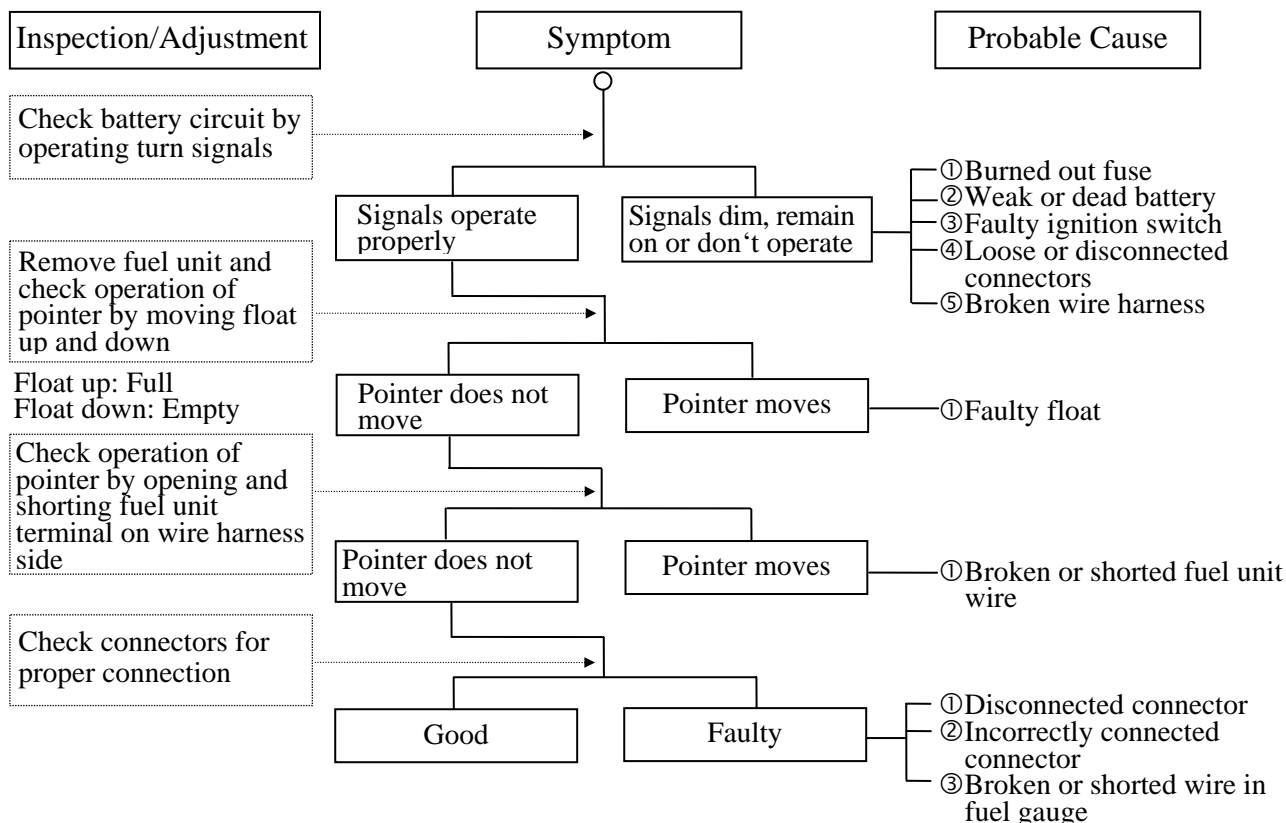 Inspection/Adjustment
Symptom
Probable Cause
Check battery circuit by
operating turn signals
Signals operate
properly
Signals dim, remain
on or don‘t operate
①Burned out fuse
②Weak or dead battery
③Faulty ignition switch
④Loose or disconnected
connectors
⑤Broken wire harness
Remove fuel unit and
check operation of
pointer by moving float
up and down
Float up: Full
Float down: Empty
Pointer does not
move
Pointer moves
①Faulty float
Check operation of
pointer by opening and
shorting fuel unit
terminal on wire harness
side
Pointer does not
move
Pointer moves
①Broken or shorted fuel unit
wire
Check connectors for
proper connection
Good
Faulty
①Disconnected connector
②Incorrectly connected
connector
③Broken or shorted wire in
fuel gauge